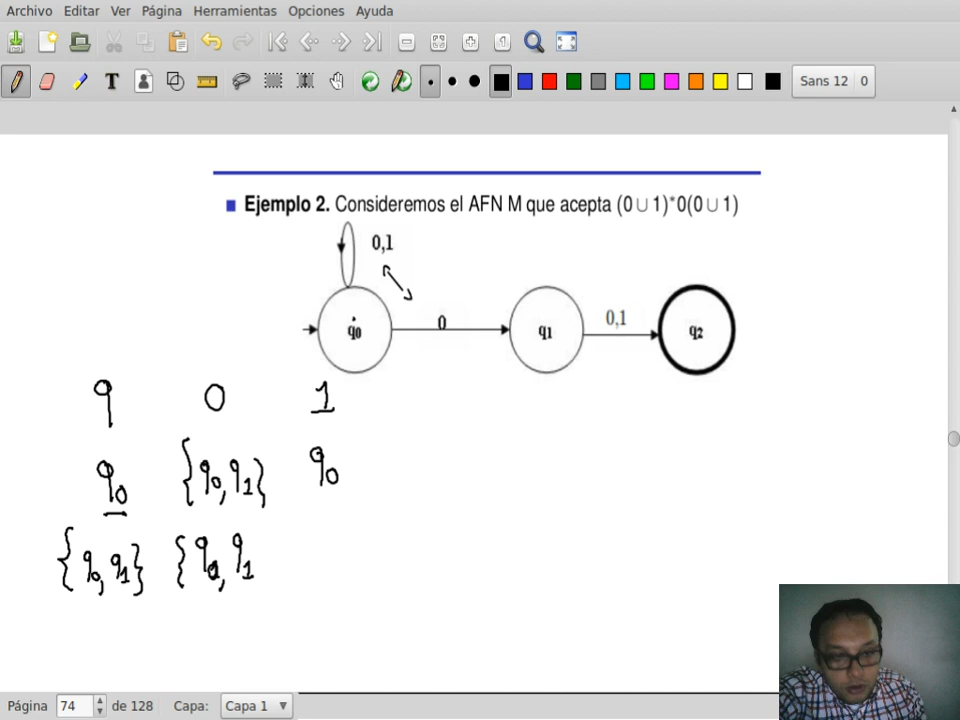 Archivo Editar Ver Página Herramientas Opciones Ayuda
T Sans 12 0
■ Ejemplo 2. Consideremos el AFN M que acepta (0 ∪ 1)*0(0 ∪ 1)
0,1
q0 0 q1 0,1 q2
q 0 1
q0 {q0,q1} q0
{q0,q1} {q0,q1
Página 74 de 128 Capa: Capa 1